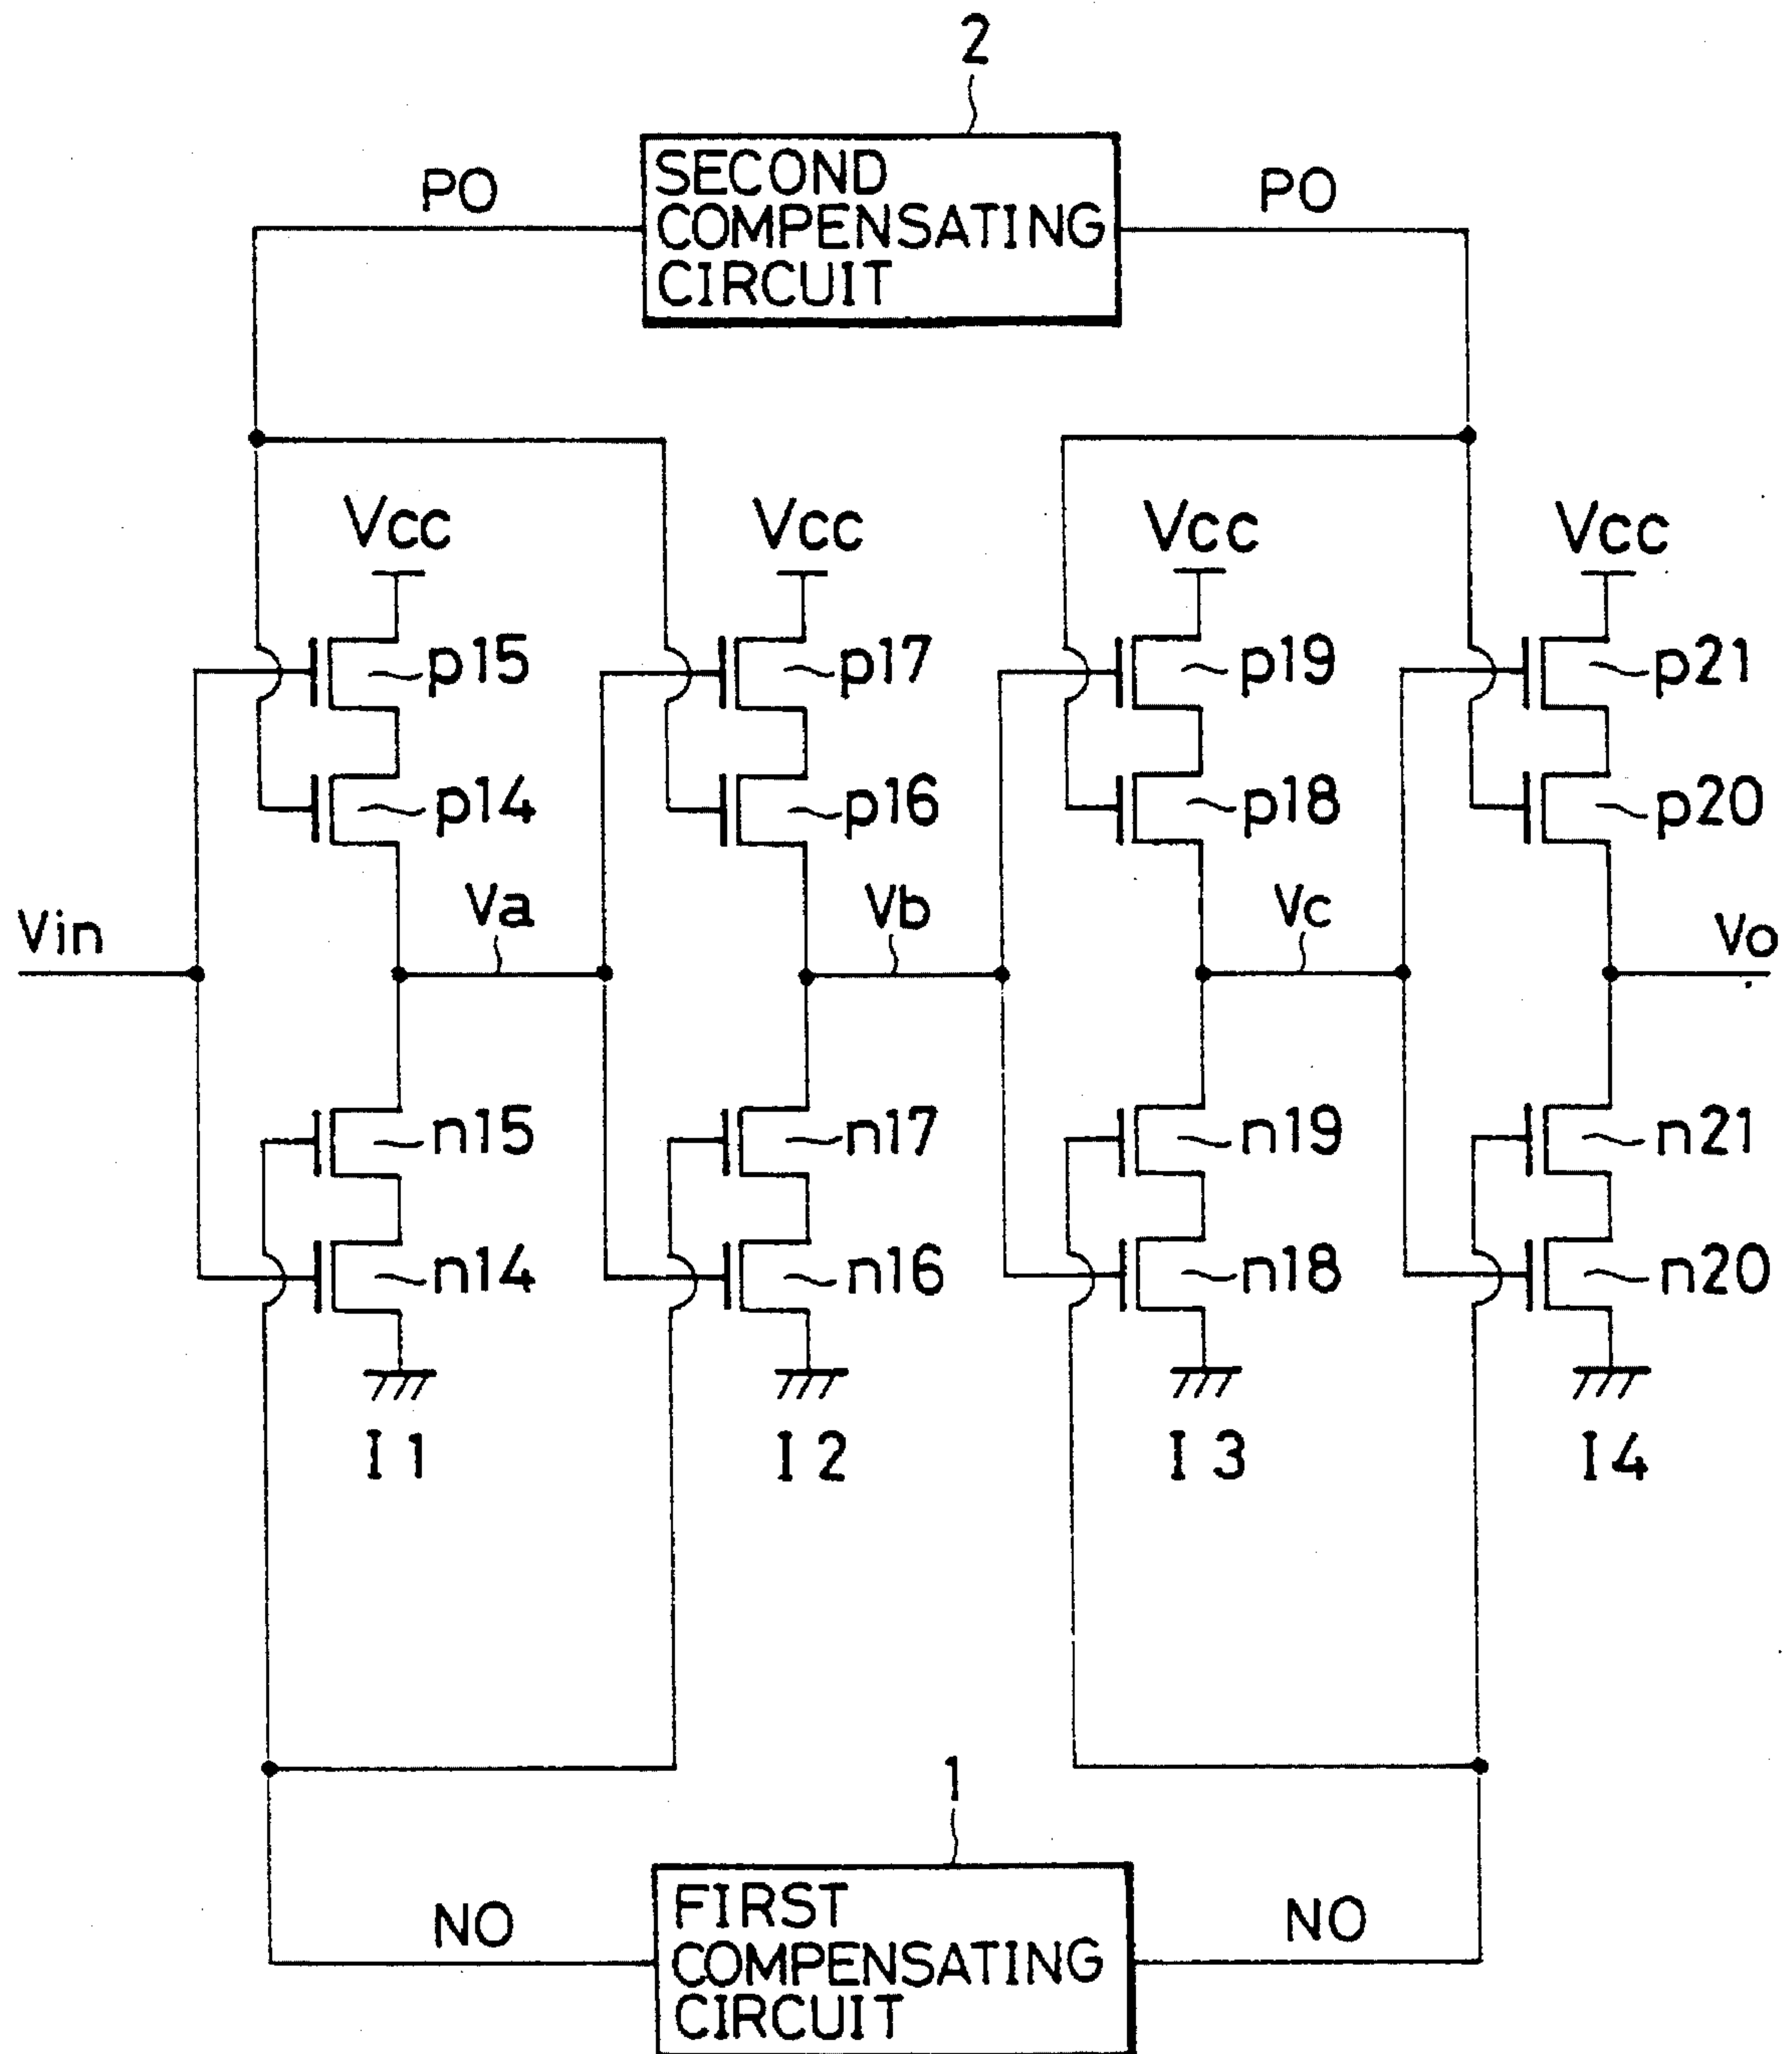 2
SECOND
COMPENSATING
CIRCUIT
PO
PO
Vcc
Vcc
Vcc
Vcc
p15
p17
p19
p21
p14
p16
p18
p20
Vin
Va
Vb
Vc
Vo
n15
n17
n19
n21
n14
n16
n18
n20
I1
I2
I3
I4
1
FIRST
COMPENSATING
CIRCUIT
NO
NO